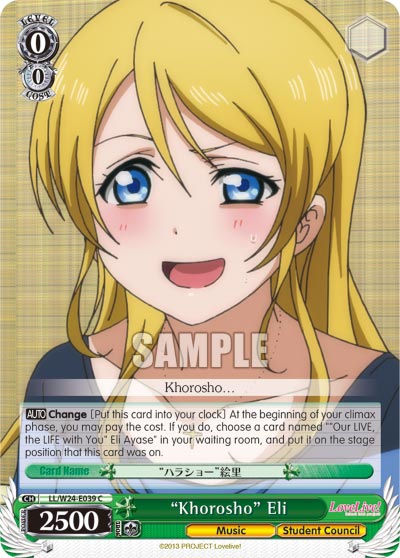 LEVEL
0
0
COST
SAMPLE
Khorosho…
AUTO Change [Put this card into your clock] At the beginning of your climax
phase, you may pay the cost. If you do, choose a card named ""Our LIVE,
the LIFE with You" Eli Ayase" in your waiting room, and put it on the stage
position that this card was on.
Card Name
“ハラショー”絵里
CH
LL/W24-E039 C
POWER
2500
“Khorosho” Eli
LoveLive!
Music
Student Council
©2013 PROJECT Lovelive!